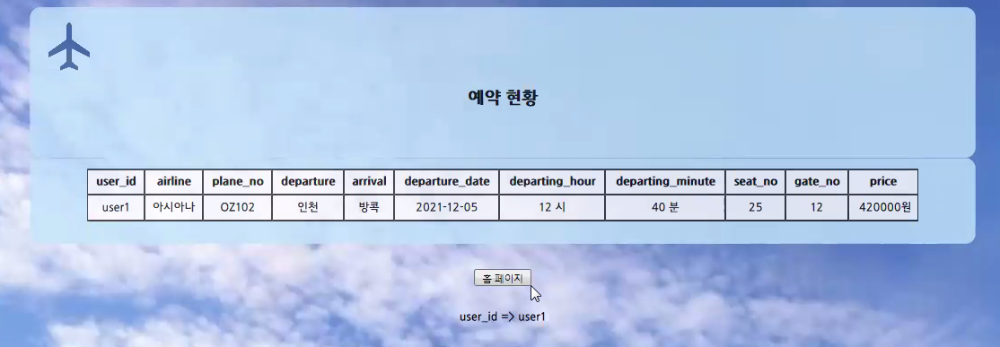 예약 현황
user_id airline plane_no departure arrival departure_date departing_hour departing_minute seat_no gate_no price
user1 아시아나 OZ102 인천 방콕 2021-12-05 12 시 40 분 25 12 420000원
홈 페이지
user_id => user1